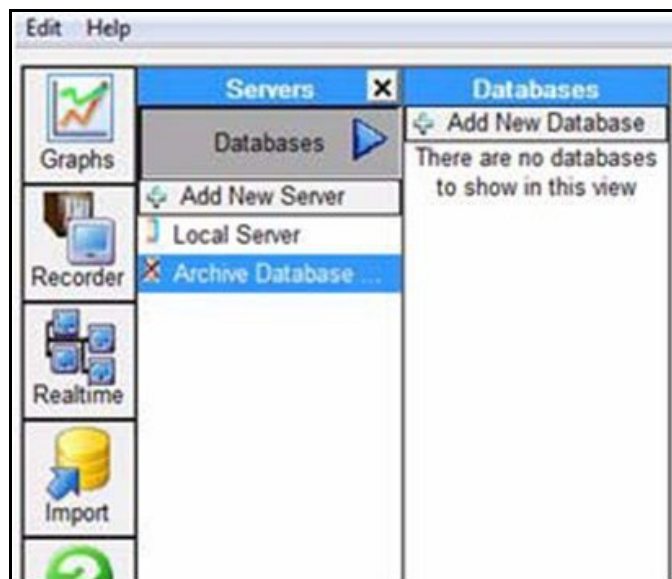 Edit Help
Servers
Databases
Add New Server
Local Server
Archive Database ...
Databases
Add New Database
There are no databases
to show in this view
Graphs
Recorder
Realtime
Import